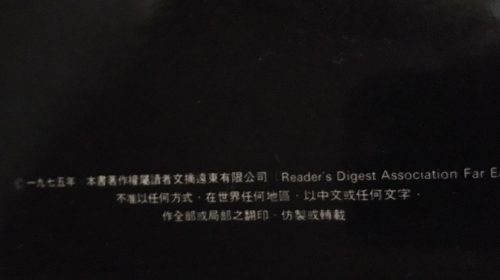 © 一九七五年 本書著作權屬讀者文摘遠東有限公司 (Reader's Digest Association Far Ea
不准以任何方式，在世界任何地區，以中文或任何文字，
作全部或局部之翻印、仿製或轉載